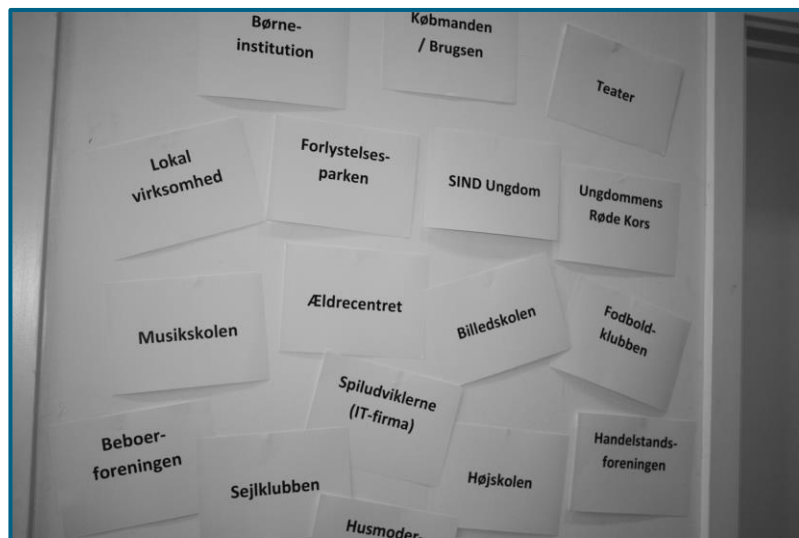 Børne-
institution
Købmanden
/ Brugsen
Teater
Lokal
virksomhed
Forlystelses-
parken
SIND Ungdom
Ungdommens
Røde Kors
Musikskolen
Ældrecentret
Billedskolen
Fodbold-
klubben
Spiludviklerne
(IT-firma)
Beboer-
foreningen
Sejlklubben
Højskolen
Handelstands-
foreningen
Husmoder-